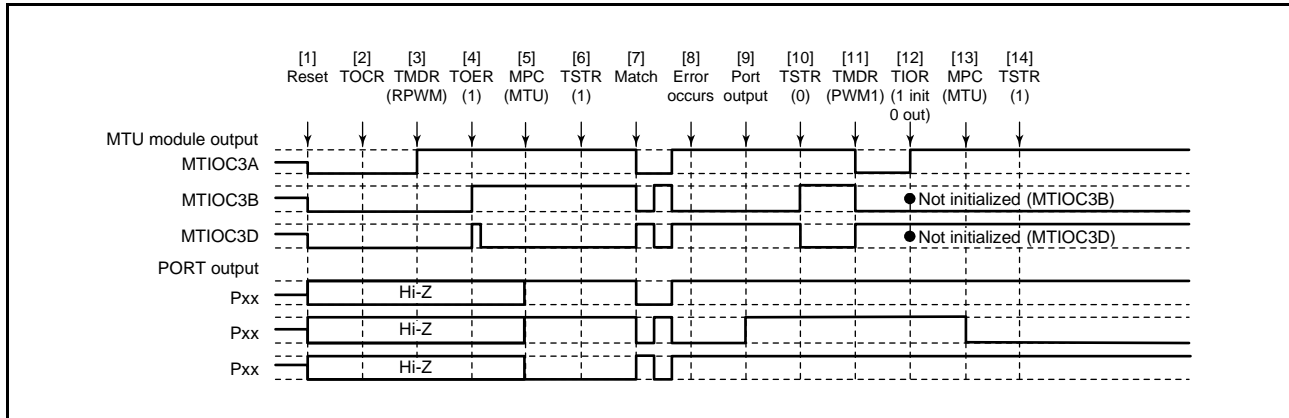 [1] [2] [3] [4] [5] [6] [7] [8] [9] [10] [11] [12] [13] [14]
Reset TOCR TMDR TOER MPC TSTR Match Error Port TSTR TMDR TIOR MPC TSTR
(RPWM) (1) (MTU) (1) occurs output (0) (PWM1) (1 init (MTU) (1)
0 out)
MTU module output
MTIOC3A
MTIOC3B
Not initialized (MTIOC3B)
MTIOC3D
Not initialized (MTIOC3D)
PORT output
Pxx
Hi-Z
Pxx
Hi-Z
Pxx
Hi-Z